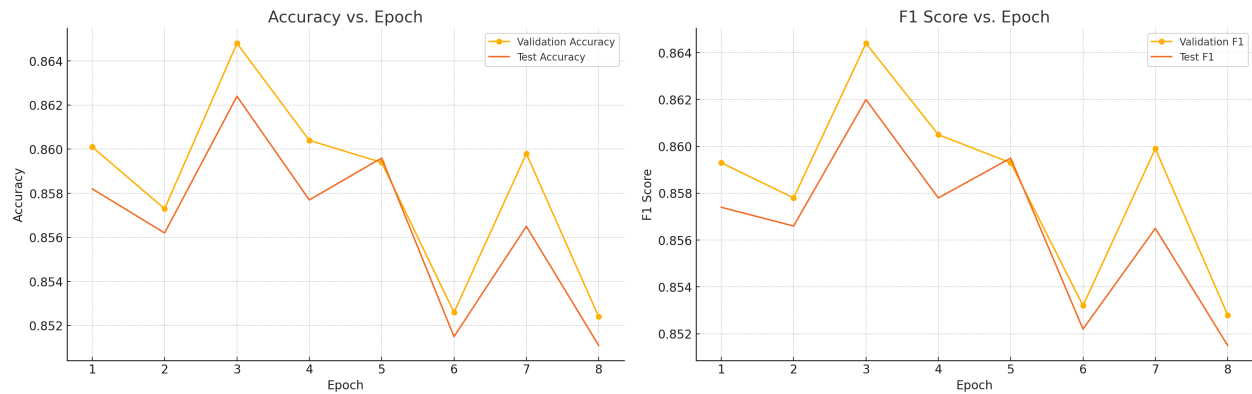 Accuracy vs. Epoch
Validation Accuracy
Test Accuracy
0.864
0.862
0.860
0.858
0.856
0.854
0.852
Accuracy
1 2 3 4 5 6 7 8
Epoch
F1 Score vs. Epoch
Validation F1
Test F1
0.864
0.862
0.860
0.858
0.856
0.854
0.852
F1 Score
1 2 3 4 5 6 7 8
Epoch